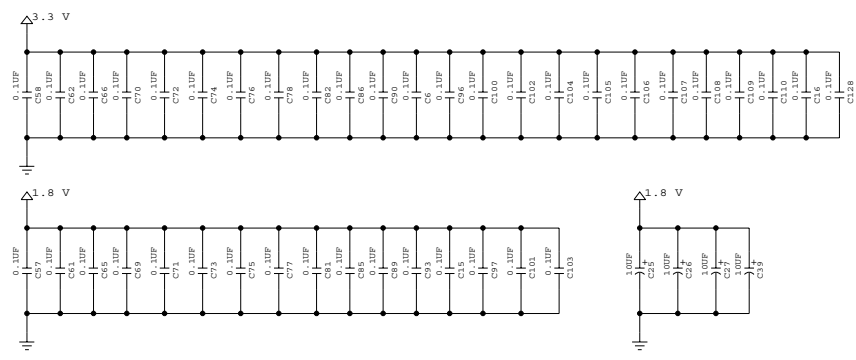 3.3 V
0.1UF C58
0.1UF C62
0.1UF C66
0.1UF C70
0.1UF C72
0.1UF C74
0.1UF C76
0.1UF C78
0.1UF C82
0.1UF C86
0.1UF C90
0.1UF C6
0.1UF C96
0.1UF C100
0.1UF C102
0.1UF C104
0.1UF C105
0.1UF C106
0.1UF C107
0.1UF C108
0.1UF C109
0.1UF C110
0.1UF C16
0.1UF C128
1.8 V
0.1UF C57
0.1UF C61
0.1UF C65
0.1UF C69
0.1UF C71
0.1UF C73
0.1UF C75
0.1UF C77
0.1UF C81
0.1UF C85
0.1UF C89
0.1UF C93
0.1UF C15
0.1UF C97
0.1UF C101
0.1UF C103
1.8 V
10UF + C25
10UF + C26
10UF + C27
10UF + C39